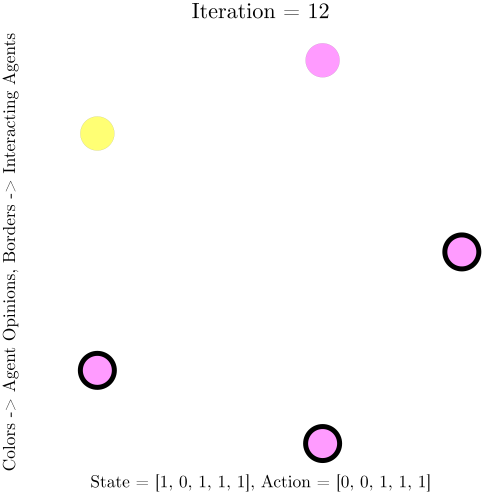 Iteration = 12
Colors -> Agent Opinions, Borders -> Interacting Agents
State = [1, 0, 1, 1, 1], Action = [0, 0, 1, 1, 1]